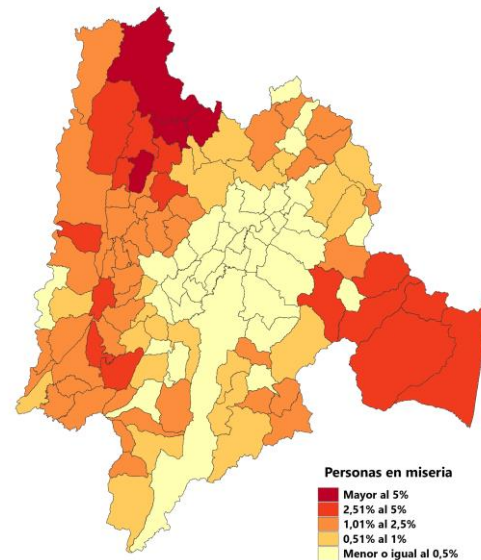 Personas en miseria
Mayor al 5%
2,51% al 5%
1,01% al 2,5%
0,51% al 1%
Menor o igual al 0,5%